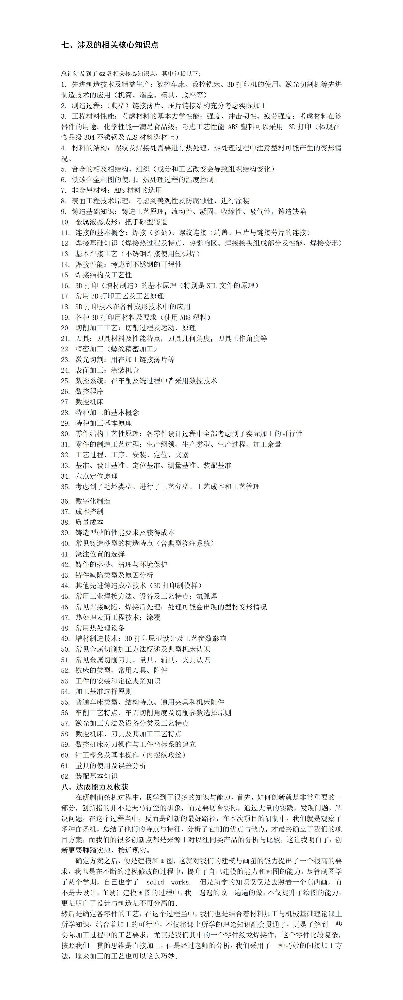 七、涉及的相关核心知识点
总计涉及到了 62 各相关核心知识点，其中包括以下：
1. 先进制造技术及精益生产：数控车床、数控铣床、3D 打印机的使用、激光切割机等先进
制造技术的应用（机筒、端盖、模具、底座等）
2. 制造过程：（典型）链接薄片、压片链接结构充分考虑实际加工
3. 工程材料性能：考虑材料的基本力学性能：强度、冲击韧性、疲劳强度；考虑材料在该
器件的用途：化学性能—满足食品级；考虑工艺性能 ABS 塑料可以采用 3D 打印（体现在
食品级 304 不锈钢及 ABS 材料选材上）
4. 材料的结构：螺纹及焊接处需要进行热处理，热处理过程中注意型材可能产生的变形情
况。
5. 合金的相及相结构、组织（成分和工艺改变会导致组织结构变化）
6. 铁碳合金相图的使用：热处理过程的温度控制。
7. 非金属材料：ABS 材料的选用
8. 表面工程技术原理：考虑到美观性及防腐蚀性，进行涂装
9. 铸造基础知识：铸造工艺原理；流动性、凝固、收缩性、吸气性；铸造缺陷
10. 金属液态成形：把手砂型铸造
11. 连接的基本概念：焊接（多处）、螺纹连接（端盖、压片与链接薄片的连接）
12. 焊接基础知识（焊接热过程及特点、热影响区、焊接接头组成部分及性能、焊接变形）
13. 基本焊接工艺（不锈钢焊接使用氩弧焊）
14. 焊接性能：考虑到不锈钢的可焊性
15. 焊接结构及工艺性
16. 3D 打印（增材制造）的基本原理（特别是 STL 文件的原理）
17. 常用 3D 打印工艺及工艺原理
18. 3D 打印技术在各种成形技术中的应用
19. 各种 3D 打印用材料及要求（使用 ABS 塑料）
20. 切削加工工艺：切削过程及运动、原理
21. 刀具：刀具材料及性能特点；刀具几何角度；刀具工作角度等
22. 精密加工（螺纹精密加工）
23. 激光切割：用在加工链接薄片等
24. 表面加工：涂装机身
25. 数控系统：在车削及铣过程中皆采用数控技术
26. 数控程序
27. 数控机床
28. 特种加工的基本概念
29. 特种加工基本原理
30. 零件结构工艺性原理：各零件设计过程中全部考虑到了实际加工的可行性
31. 零件的制造工艺过程：生产纲领、生产类型、生产过程、加工余量
32. 工艺过程、工序、安装、定位、夹紧
33. 基准、设计基准、定位基准、测量基准、装配基准
34. 六点定位原理
35. 考虑到了毛坯类型、进行了工艺分型、工艺成本和工艺管理
36. 数字化制造
37. 成本控制
38. 质量成本
39. 铸造型砂的性能要求及获得成本
40. 常见铸造砂型的构造特点（含典型浇注系统）
41. 浇注位置的选择
42. 铸件的落砂、清理与环境保护
43. 铸件缺陷类型及原因分析
44. 其他先进铸造成型技术（3D 打印制模样）
45. 常用工业焊接方法、设备及工艺特点：氩弧焊
46. 常见焊接缺陷、焊接后处理：处理可能会出现的型材变形情况
47. 热处理表面工程技术：涂覆
48. 常用热处理设备
49. 增材制造技术：3D 打印原型设计及工艺参数影响
50. 常见金属切削加工方法概述及典型机床认识
51. 常见金属切削刀具、量具、辅具、夹具认识
52. 铣床的类型、常用刀具、附件
53. 工件的安装和定位夹紧知识
54. 加工基准选择原则
55. 普通车床类型、结构特点、通用夹具和机床附件
56. 车削工艺特点、车刀切削角度及切削参数选择原则
57. 激光加工方法及设备分类及工艺特点
58. 数控机床、刀具及其加工工艺特点
59. 数控机床对刀操作与工件坐标系的建立
60. 钳工概念及基本操作（内螺纹攻丝）
61. 量具的使用及误差分析
62. 装配基本知识
八、达成能力及收获
在研制面条机过程中，我学到了很多的知识与能力，首先，如何创新就是非常重要的一
部分，创新指的并不是天马行空的想象，而是要切合实际，通过大量的实践，发现问题，解
决问题，在这个过程当中，反而是创新的最好路径，在本次项目的研制中，我们就是观察了
多种面条机，总结了他们的特点与特征，分析了它们的优点与缺点，才最终确立了我们的项
目方案，而我们的很多创新点都是来源于对以往同类产品的分析与比较，这让我明白了，创
新更要脚踏实地，接近现实。
确定方案之后，便是建模和画图，这就对我们的建模与画图的能力提出了一个很高的要
求，我也是在不断的建模修改的过程中，提升了自己建模的能力和画图的能力，尽管制图学
了两个学期，自己也学了 solid works. 但是所学的知识仅仅是去照着一个东西画，而
不是去设计，在设计建模画图的过程中，我一遍遍的改一遍遍的做，不仅提升了绘图的能力，
更是明白了设计与制造是不可分离的。
然后是确定各零件的工艺，在这个过程当中，我们也是结合着材料加工与机械基础理论课上
所学知识，结合着加工的可行性，不仅将课上所学的理论知识融会贯通了，更是了解到一些
实际加工过程中的工艺要求，尤其是我们其中的一个零件绞龙焊接件，这个零件比较复杂，
按照我们一贯的思维是直接加工，但是经过老师的分析，我们采用了一种巧妙的间接加工方
法，原来加工的工艺也可以这么巧妙。